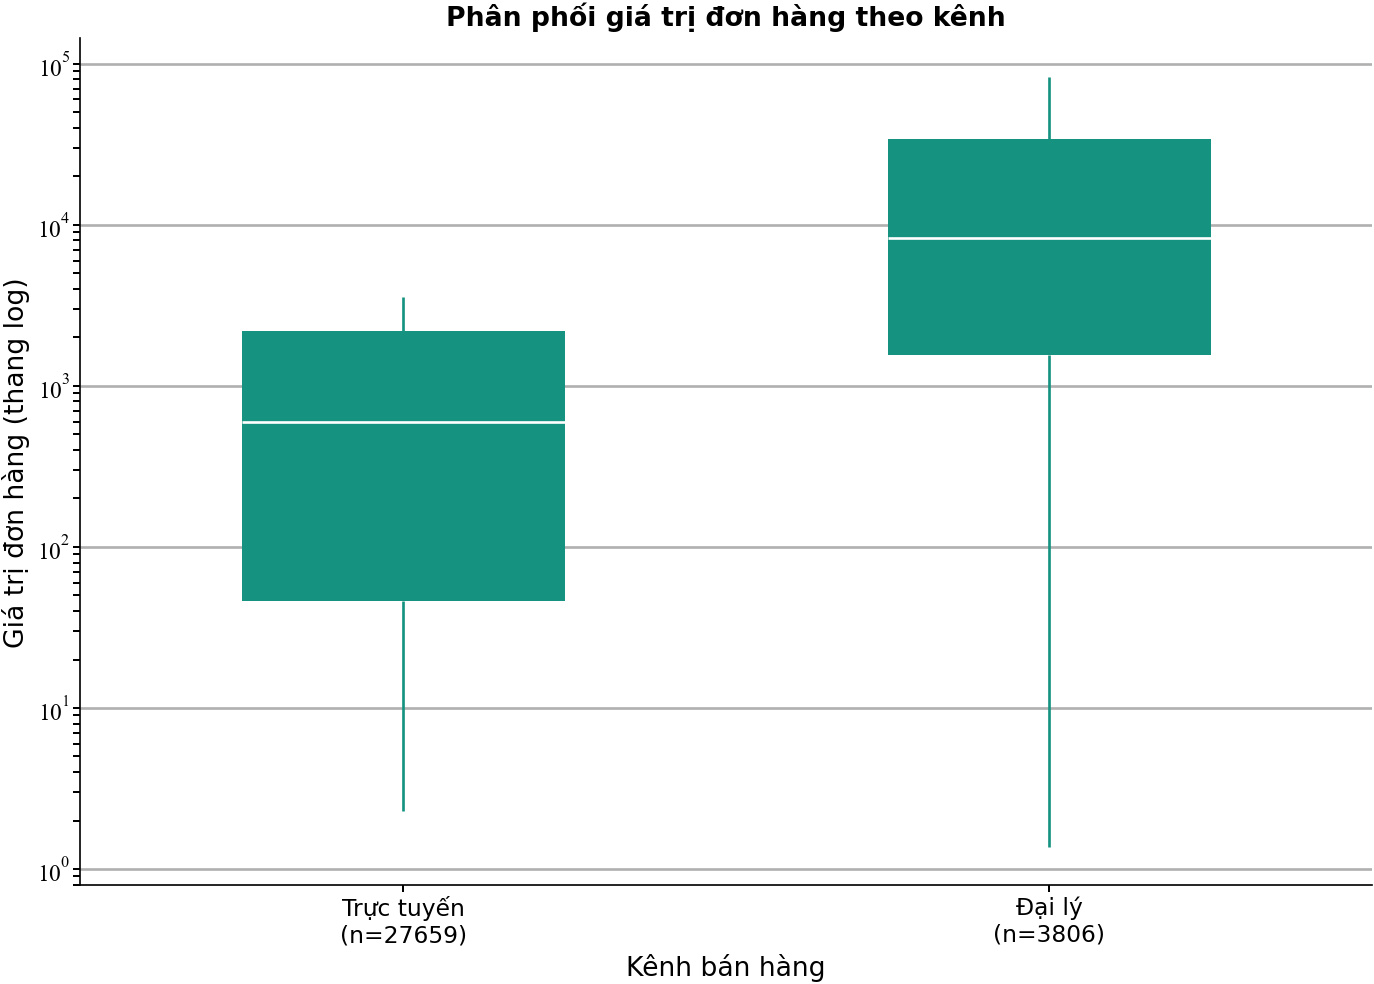 Phân phối giá trị đơn hàng theo kênh
Giá trị đơn hàng (thang log)
10^5
10^4
10^3
10^2
10^1
10^0
Trực tuyến
(n=27659)
Đại lý
(n=3806)
Kênh bán hàng